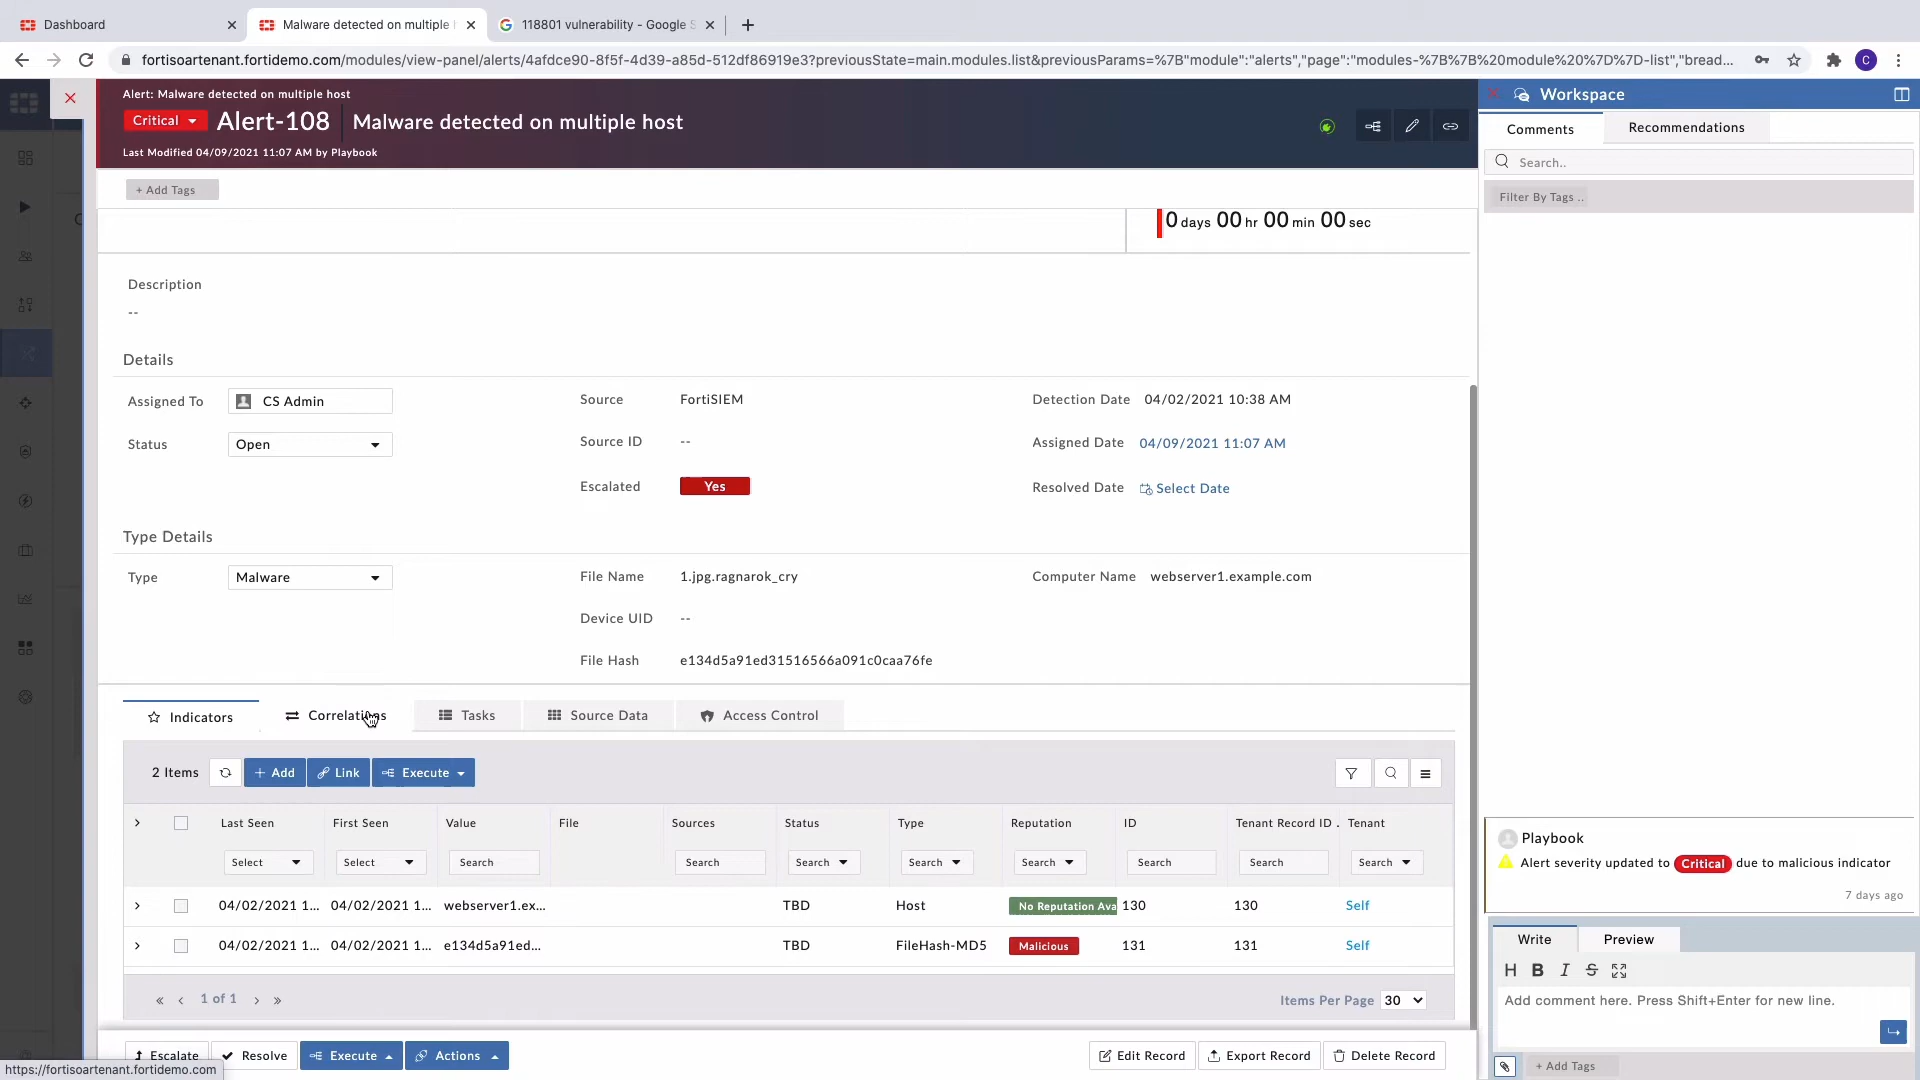 Dashboard
Malware detected on multiple
118801 vulnerability - Google S
fortisoartenant.fortidemo.com/modules/view-panel/alerts/4afdce90-8f5f-4d39-a85d-512df86919e3?previousState=main.modules.list&previousParams=%7B"module":"alerts","page":"modules-%7B%7B%20module%20%7D%7D-list","bread...
C
Alert: Malware detected on multiple host
Critical
Alert-108
Malware detected on multiple host
Last Modified 04/09/2021 11:07 AM by Playbook
+ Add Tags
0 days 00 hr 00 min 00 sec
Description
--
Details
Assigned To
CS Admin
Source
FortiSIEM
Detection Date
04/02/2021 10:38 AM
Status
Open
Source ID
--
Assigned Date
04/09/2021 11:07 AM
Escalated
Yes
Resolved Date
Select Date
Type Details
Type
Malware
File Name
1.jpg.ragnarok_cry
Computer Name
webserver1.example.com
Device UID
--
File Hash
e134d5a91ed31516566a091c0caa76fe
Indicators
Correlations
Tasks
Source Data
Access Control
2 Items
+ Add
Link
Execute
Last Seen
First Seen
Value
File
Sources
Status
Type
Reputation
ID
Tenant Record ID .
Tenant
Select
Select
Search
Search
Search
Search
Search
Search
Search
Search
04/02/2021 1...
04/02/2021 1...
webserver1.ex...
TBD
Host
No Reputation Ava
130
130
Self
04/02/2021 1...
04/02/2021 1...
e134d5a91ed...
TBD
FileHash-MD5
Malicious
131
131
Self
« ‹ 1 of 1 › »
Items Per Page
30
Escalate
Resolve
Execute
Actions
Edit Record
Export Record
Delete Record
https://fortisoartenant.fortidemo.com
Workspace
Comments
Recommendations
Search..
Filter By Tags ..
Playbook
Alert severity updated to Critical due to malicious indicator
7 days ago
Write
Preview
H B I S
Add comment here. Press Shift+Enter for new line.
+ Add Tags